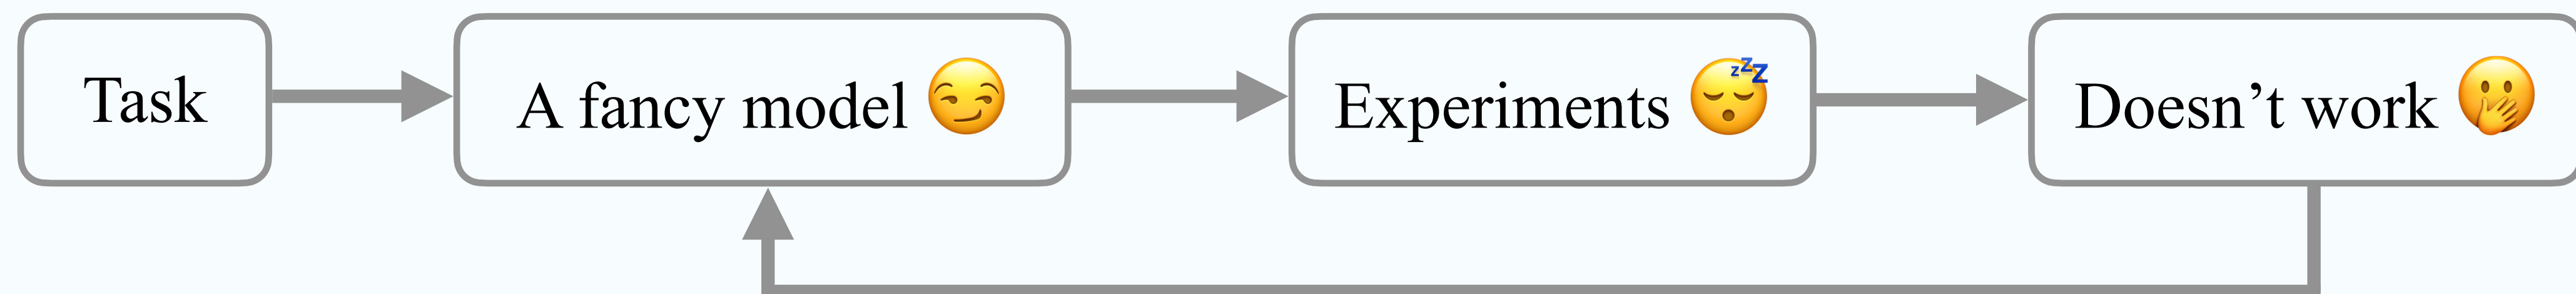 Task
A fancy model 😏
Experiments 😴
Doesn’t work 🫢